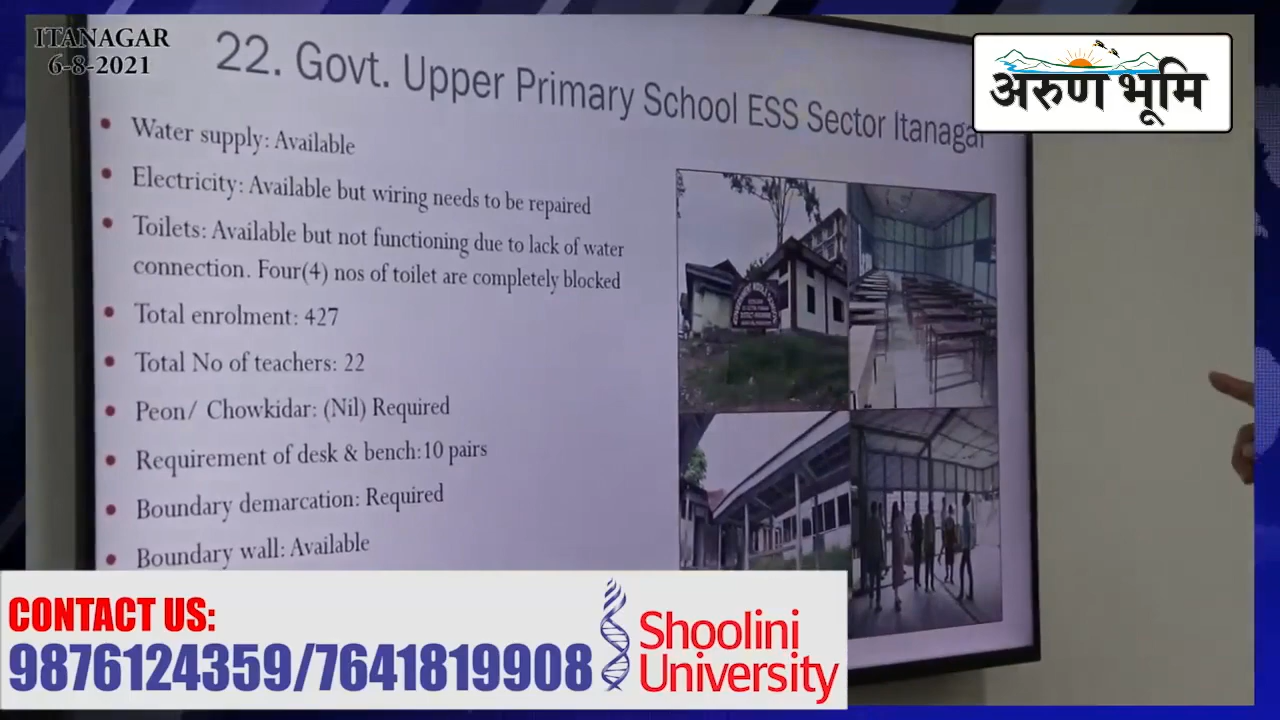 ITANAGAR
6-8-2021
अरुण भूमि
22. Govt. Upper Primary School ESS Sector Itanagar
• Water supply: Available
• Electricity: Available but wiring needs to be repaired
• Toilets: Available but not functioning due to lack of water
connection. Four(4) nos of toilet are completely blocked
• Total enrolment: 427
• Total No of teachers: 22
• Peon/ Chowkidar: (Nil) Required
• Requirement of desk & bench:10 pairs
• Boundary demarcation: Required
• Boundary wall: Available
CONTACT US:
9876124359/7641819908
Shoolini
University